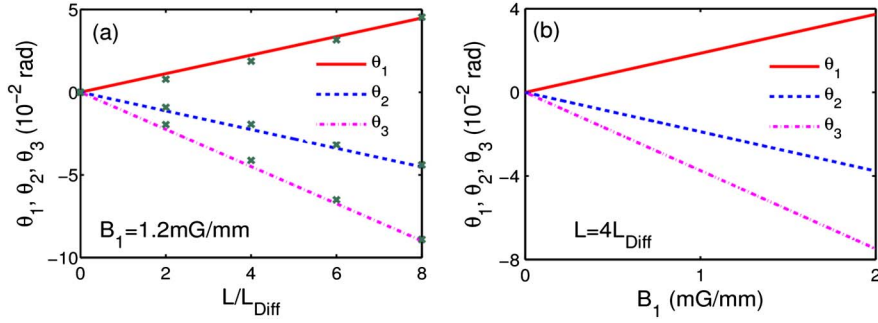 5
0
−5
−10
θ1, θ2, θ3 (10−2 rad)
(a)
θ1
θ2
θ3
B1=1.2mG/mm
0
2
4
6
8
L/LDiff
4
0
−4
−8
θ1, θ2, θ3 (10−2 rad)
(b)
θ1
θ2
θ3
L=4LDiff
0
1
2
B1 (mG/mm)